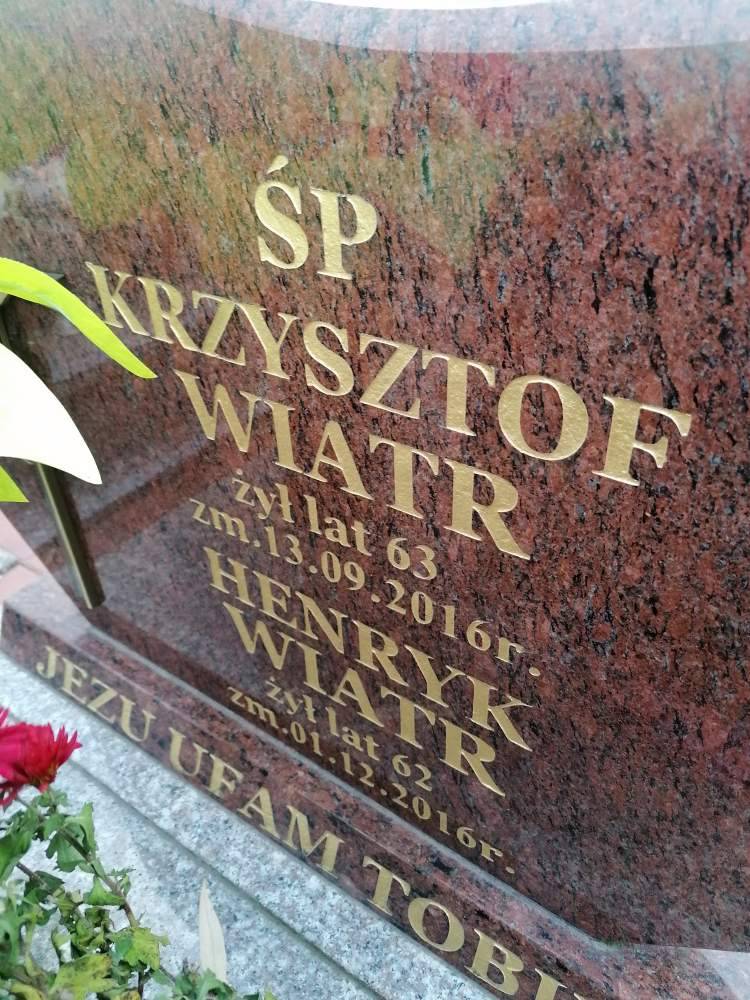 ŚP
KRZYSZTOF
WIATR
żył lat 63
zm.13.09.2016r.
HENRYK
WIATR
żył lat 62
zm.01.12.2016r.
JEZU UFAM TOBI